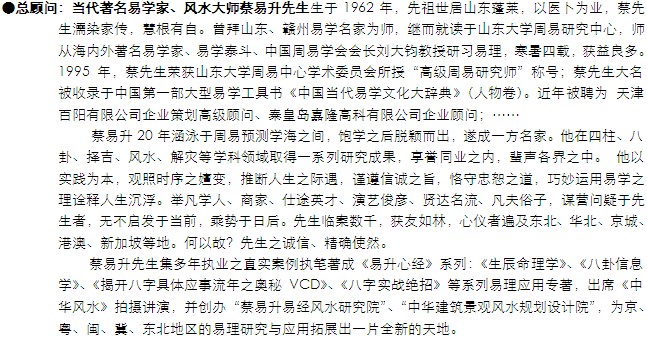 ●总顾问：当代著名易学家、风水大师蔡易升先生生于 1962 年，先祖世居山东蓬莱，以医卜为业，蔡先
生濡染家传，慧根有自。昔拜山东、赣州易学名家为师，继而就读于山东大学周易研究中心，师
从海内外著名易学家、易学泰斗、中国周易学会会长刘大钧教授研习易理，寒暑四载，获益良多。
1995 年，蔡先生荣获山东大学周易中心学术委员会所授“高级周易研究师”称号；蔡先生大名
被收录于中国第一部大型易学工具书《中国当代易学文化大辞典》（人物卷）。近年被聘为 天津
百阳有限公司企业策划高级顾问、秦皇岛嘉隆高科有限公司企业顾问；……
蔡易升 20 年涵泳于周易预测学海之间，饱学之后脱颖而出，遂成一方名家。他在四柱、八
卦、择吉、风水、解灾等学科领域取得一系列研究成果，享誉同业之内，蜚声各界之中。 他以
实践为本，观照时序之嬗变，推断人生之际遇，谨遵信诚之旨，恪守忠恕之道，巧妙运用易学之
理诠释人生沉浮。举凡学人、商家、仕途英才、演艺俊彦、贤达名流、凡夫俗子，谋营问疑于先
生者，无不启发于当前，乘势于日后。先生临案数千，获友如林，心仪者遍及东北、华北、京城、
港澳、新加坡等地。何以故？先生之诚信、精确使然。
蔡易升先生集多年执业之真实案例执笔著成《易升心经》系列：《生辰命理学》、《八卦信息
学》、《揭开八字具体应事流年之奥秘 VCD》、《八字实战绝招》等系列易理应用专著，出席《中
华风水》拍摄讲演，并创办“蔡易升易经风水研究院”、“中华建筑景观风水规划设计院”，为京、
粤、闽、冀、东北地区的易理研究与应用拓展出一片全新的天地。